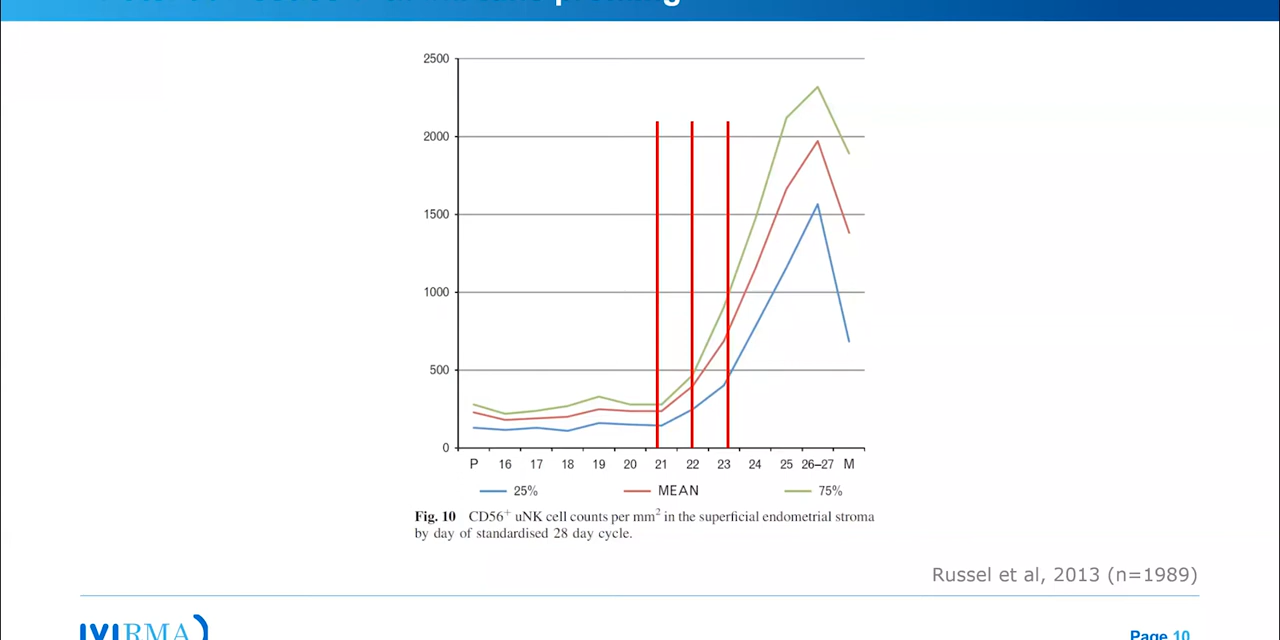 2500
2000
1500
1000
500
0
P 16 17 18 19 20 21 22 23 24 25 26–27 M
25% MEAN 75%
Fig. 10 CD56+ uNK cell counts per mm2 in the superficial endometrial stroma
by day of standardised 28 day cycle.
Russel et al, 2013 (n=1989)
IVIRMA
Page 10